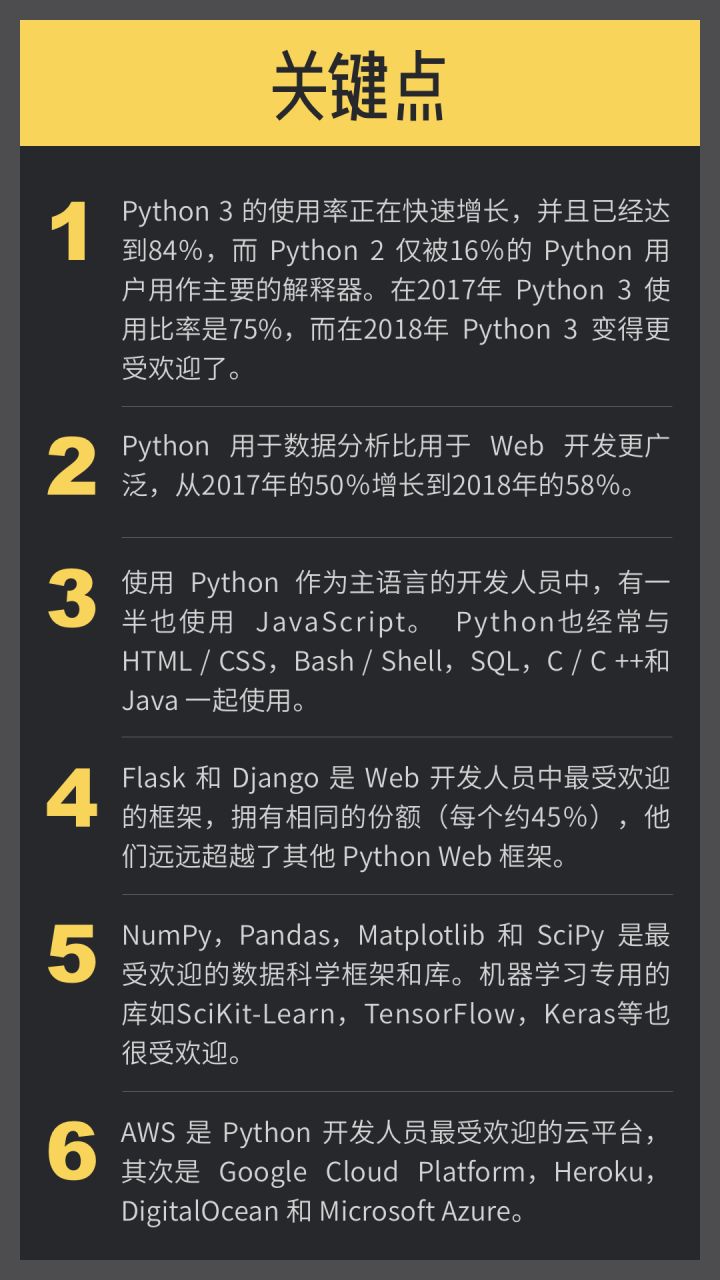 关键点
1
Python 3 的使用率正在快速增长，并且已经达
到84%，而 Python 2 仅被16%的 Python 用
户用作主要的解释器。在2017年 Python 3 使
用比率是75%，而在2018年 Python 3 变得更
受欢迎了。
2
Python 用于数据分析比用于 Web 开发更广
泛，从2017年的50%增长到2018年的58%。
3
使用 Python 作为主语言的开发人员中，有一
半也使用 JavaScript。 Python也经常与
HTML / CSS，Bash / Shell，SQL，C / C ++和
Java 一起使用。
4
Flask 和 Django 是 Web 开发人员中最受欢迎
的框架，拥有相同的份额（每个约45%），他
们远远超越了其他 Python Web 框架。
5
NumPy，Pandas，Matplotlib 和 SciPy 是最
受欢迎的数据科学框架和库。机器学习专用的
库如SciKit-Learn，TensorFlow，Keras等也
很受欢迎。
6
AWS 是 Python 开发人员最受欢迎的云平台，
其次是 Google Cloud Platform，Heroku，
DigitalOcean 和 Microsoft Azure。